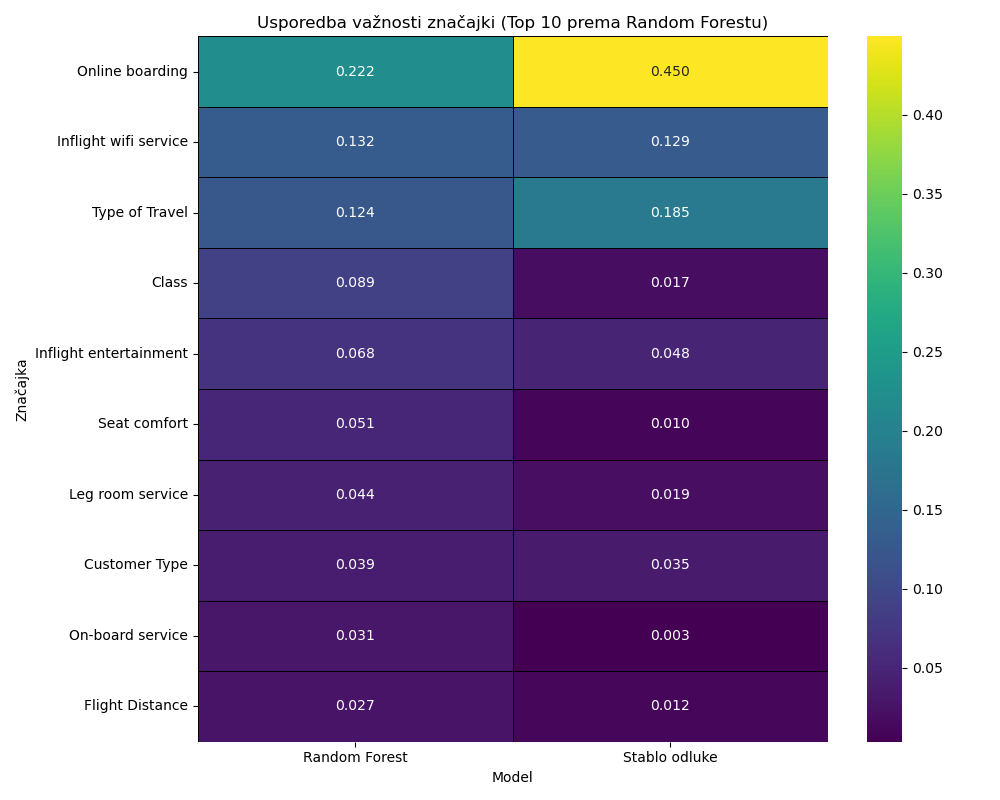 Usporedba važnosti značajki (Top 10 prema Random Forestu)
Online boarding 0.222 0.450
Inflight wifi service 0.132 0.129
Type of Travel 0.124 0.185
Class 0.089 0.017
Inflight entertainment 0.068 0.048
Seat comfort 0.051 0.010
Leg room service 0.044 0.019
Customer Type 0.039 0.035
On-board service 0.031 0.003
Flight Distance 0.027 0.012
Značajka
Random Forest Stablo odluke
Model
0.40
0.35
0.30
0.25
0.20
0.15
0.10
0.05